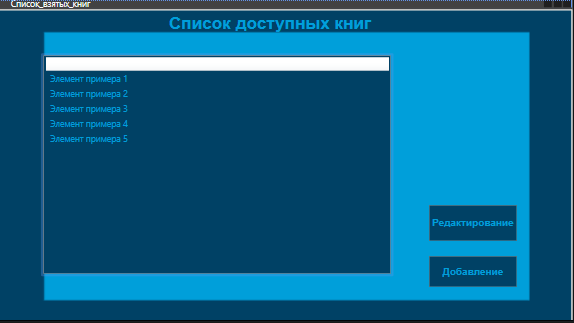 Список_взятых_книг
Список доступных книг
Элемент примера 1
Элемент примера 2
Элемент примера 3
Элемент примера 4
Элемент примера 5
Редактирование
Добавление